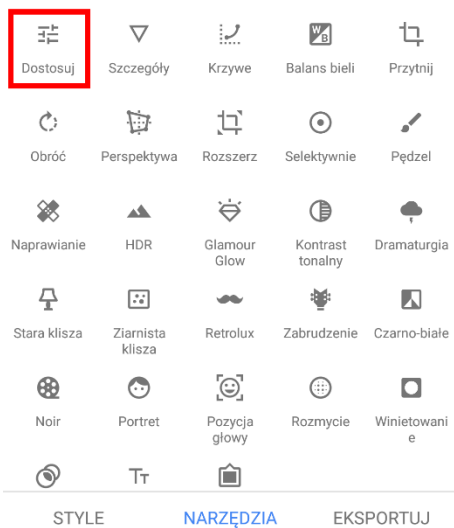 Dostosuj Szczegóły Krzywe Balans bieli Przytnij
Obróć Perspektywa Rozszerz Selektywnie Pędzel
Naprawianie HDR Glamour Glow Kontrast tonalny Dramaturgia
Stara klisza Ziarnista klisza Retrolux Zabrudzenie Czarno-białe
Noir Portret Pozycja głowy Rozmycie Winietowanie
STYLE NARZĘDZIA EKSPORTUJ